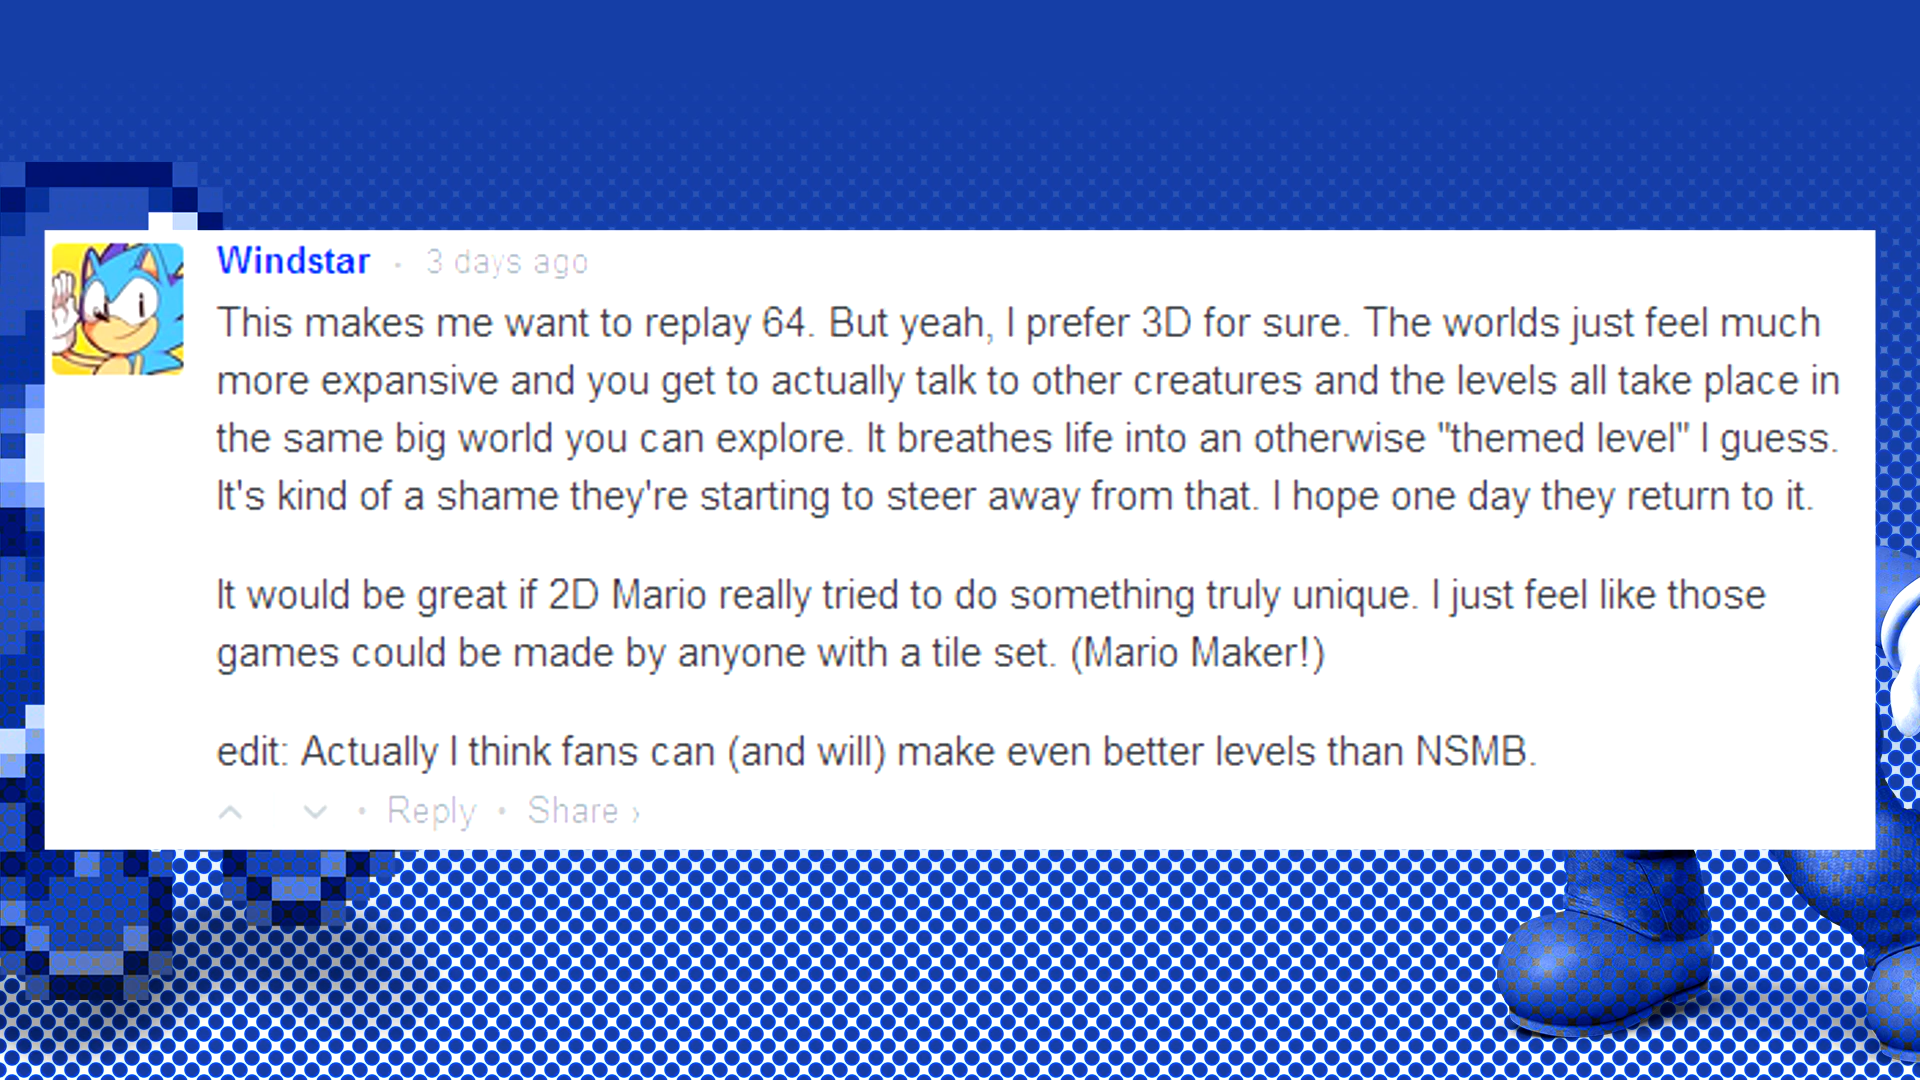 Windstar • 3 days ago
This makes me want to replay 64. But yeah, I prefer 3D for sure. The worlds just feel much
more expansive and you get to actually talk to other creatures and the levels all take place in
the same big world you can explore. It breathes life into an otherwise "themed level" I guess.
It's kind of a shame they're starting to steer away from that. I hope one day they return to it.
It would be great if 2D Mario really tried to do something truly unique. I just feel like those
games could be made by anyone with a tile set. (Mario Maker!)
edit: Actually I think fans can (and will) make even better levels than NSMB.
• Reply • Share ›